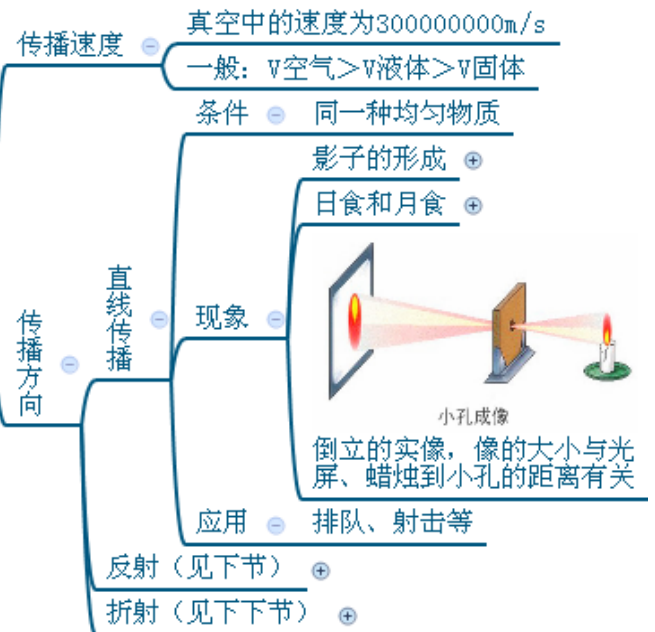 传播速度
真空中的速度为300000000m/s
一般：V空气＞V液体＞V固体
传播方向
直线传播
条件
同一种均匀物质
现象
影子的形成
日食和月食
小孔成像
倒立的实像，像的大小与光
屏、蜡烛到小孔的距离有关
应用
排队、射击等
反射（见下节）
折射（见下下节）